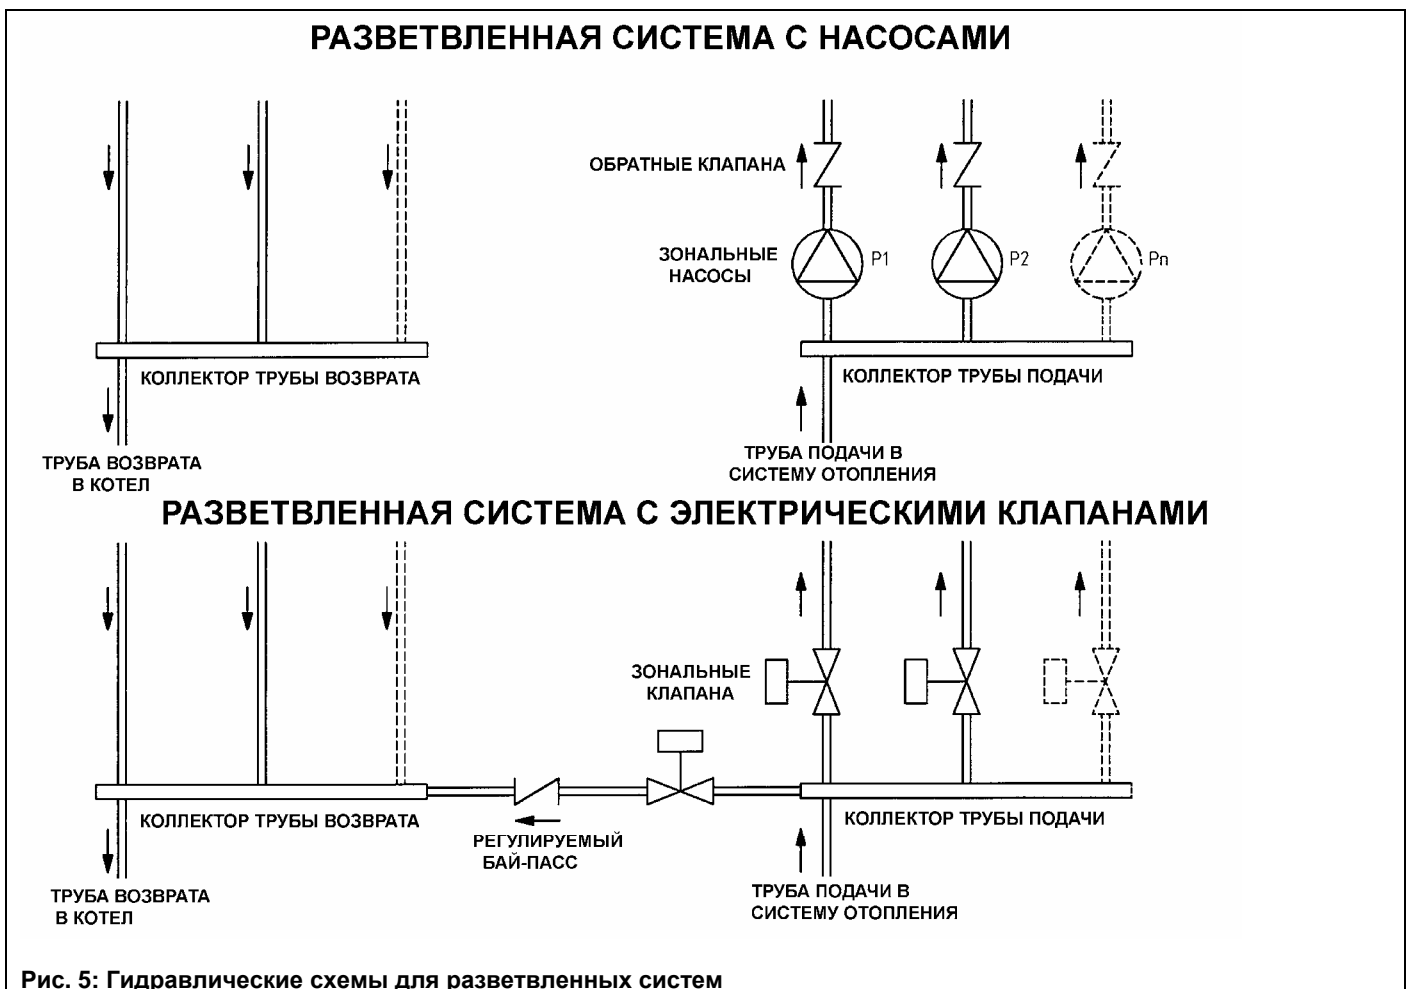 РАЗВЕТВЛЕННАЯ СИСТЕМА С НАСОСАМИ
ОБРАТНЫЕ КЛАПАНА
ЗОНАЛЬНЫЕ
НАСОСЫ
P1
P2
Pn
КОЛЛЕКТОР ТРУБЫ ВОЗВРАТА
КОЛЛЕКТОР ТРУБЫ ПОДАЧИ
ТРУБА ВОЗВРАТА
В КОТЕЛ
ТРУБА ПОДАЧИ В
СИСТЕМУ ОТОПЛЕНИЯ
РАЗВЕТВЛЕННАЯ СИСТЕМА С ЭЛЕКТРИЧЕСКИМИ КЛАПАНАМИ
ЗОНАЛЬНЫЕ
КЛАПАНА
КОЛЛЕКТОР ТРУБЫ ВОЗВРАТА
РЕГУЛИРУЕМЫЙ
БАЙ-ПАСС
КОЛЛЕКТОР ТРУБЫ ПОДАЧИ
ТРУБА ВОЗВРАТА
В КОТЕЛ
ТРУБА ПОДАЧИ В
СИСТЕМУ ОТОПЛЕНИЯ
Рис. 5: Гидравлические схемы для разветвленных систем